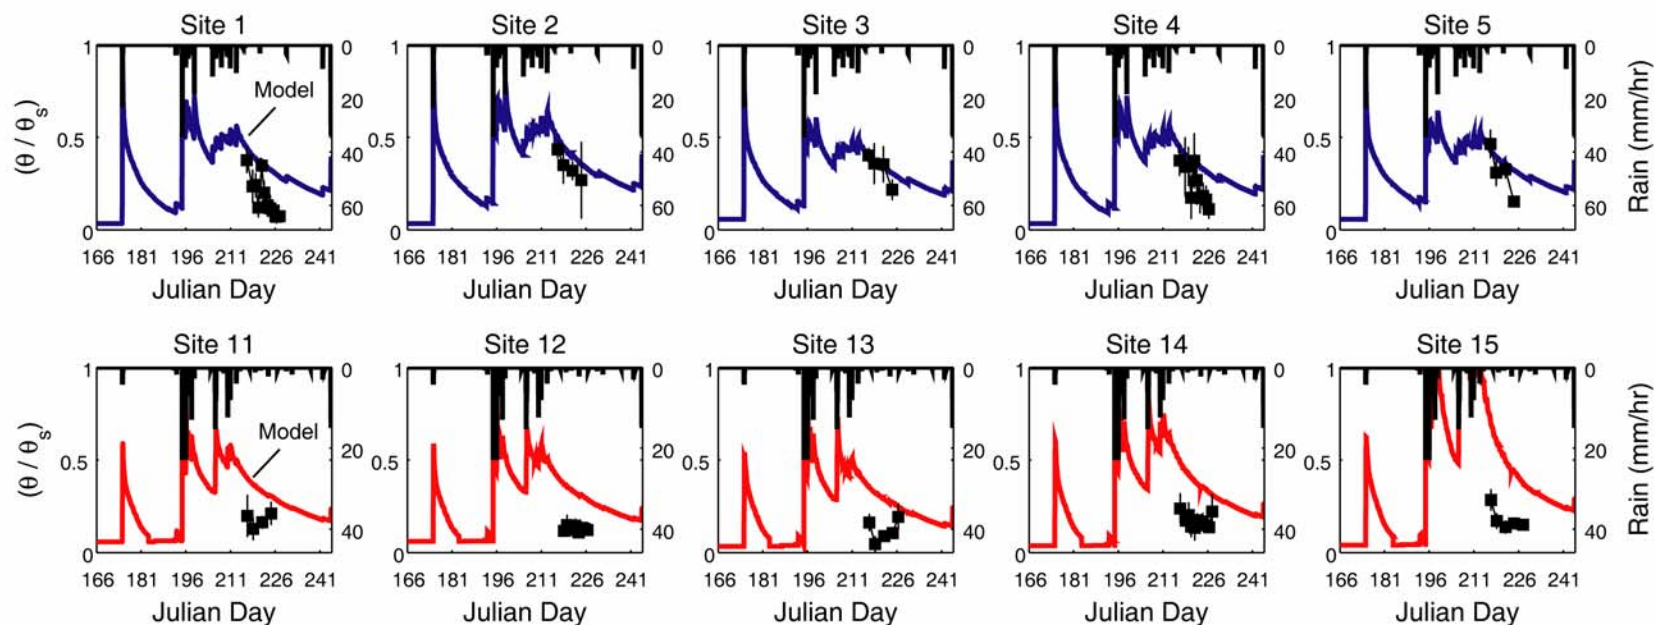 Site 1 Site 2 Site 3 Site 4 Site 5
1 0 1 0 1 0 1 0 1 0
Model
20 20 20 20 20
(θ / θs) 0.5 0.5 0.5 0.5 0.5 Rain (mm/hr)
40 40 40 40 40
60 60 60 60 60
0 0 0 0 0
166 181 196 211 226 241 166 181 196 211 226 241 166 181 196 211 226 241 166 181 196 211 226 241 166 181 196 211 226 241
Julian Day Julian Day Julian Day Julian Day Julian Day
Site 11 Site 12 Site 13 Site 14 Site 15
1 0 1 0 1 0 1 0 1 0
Model
20 20 20 20 20
(θ / θs) 0.5 0.5 0.5 0.5 0.5 Rain (mm/hr)
40 40 40 40 40
0 0 0 0 0
166 181 196 211 226 241 166 181 196 211 226 241 166 181 196 211 226 241 166 181 196 211 226 241 166 181 196 211 226 241
Julian Day Julian Day Julian Day Julian Day Julian Day